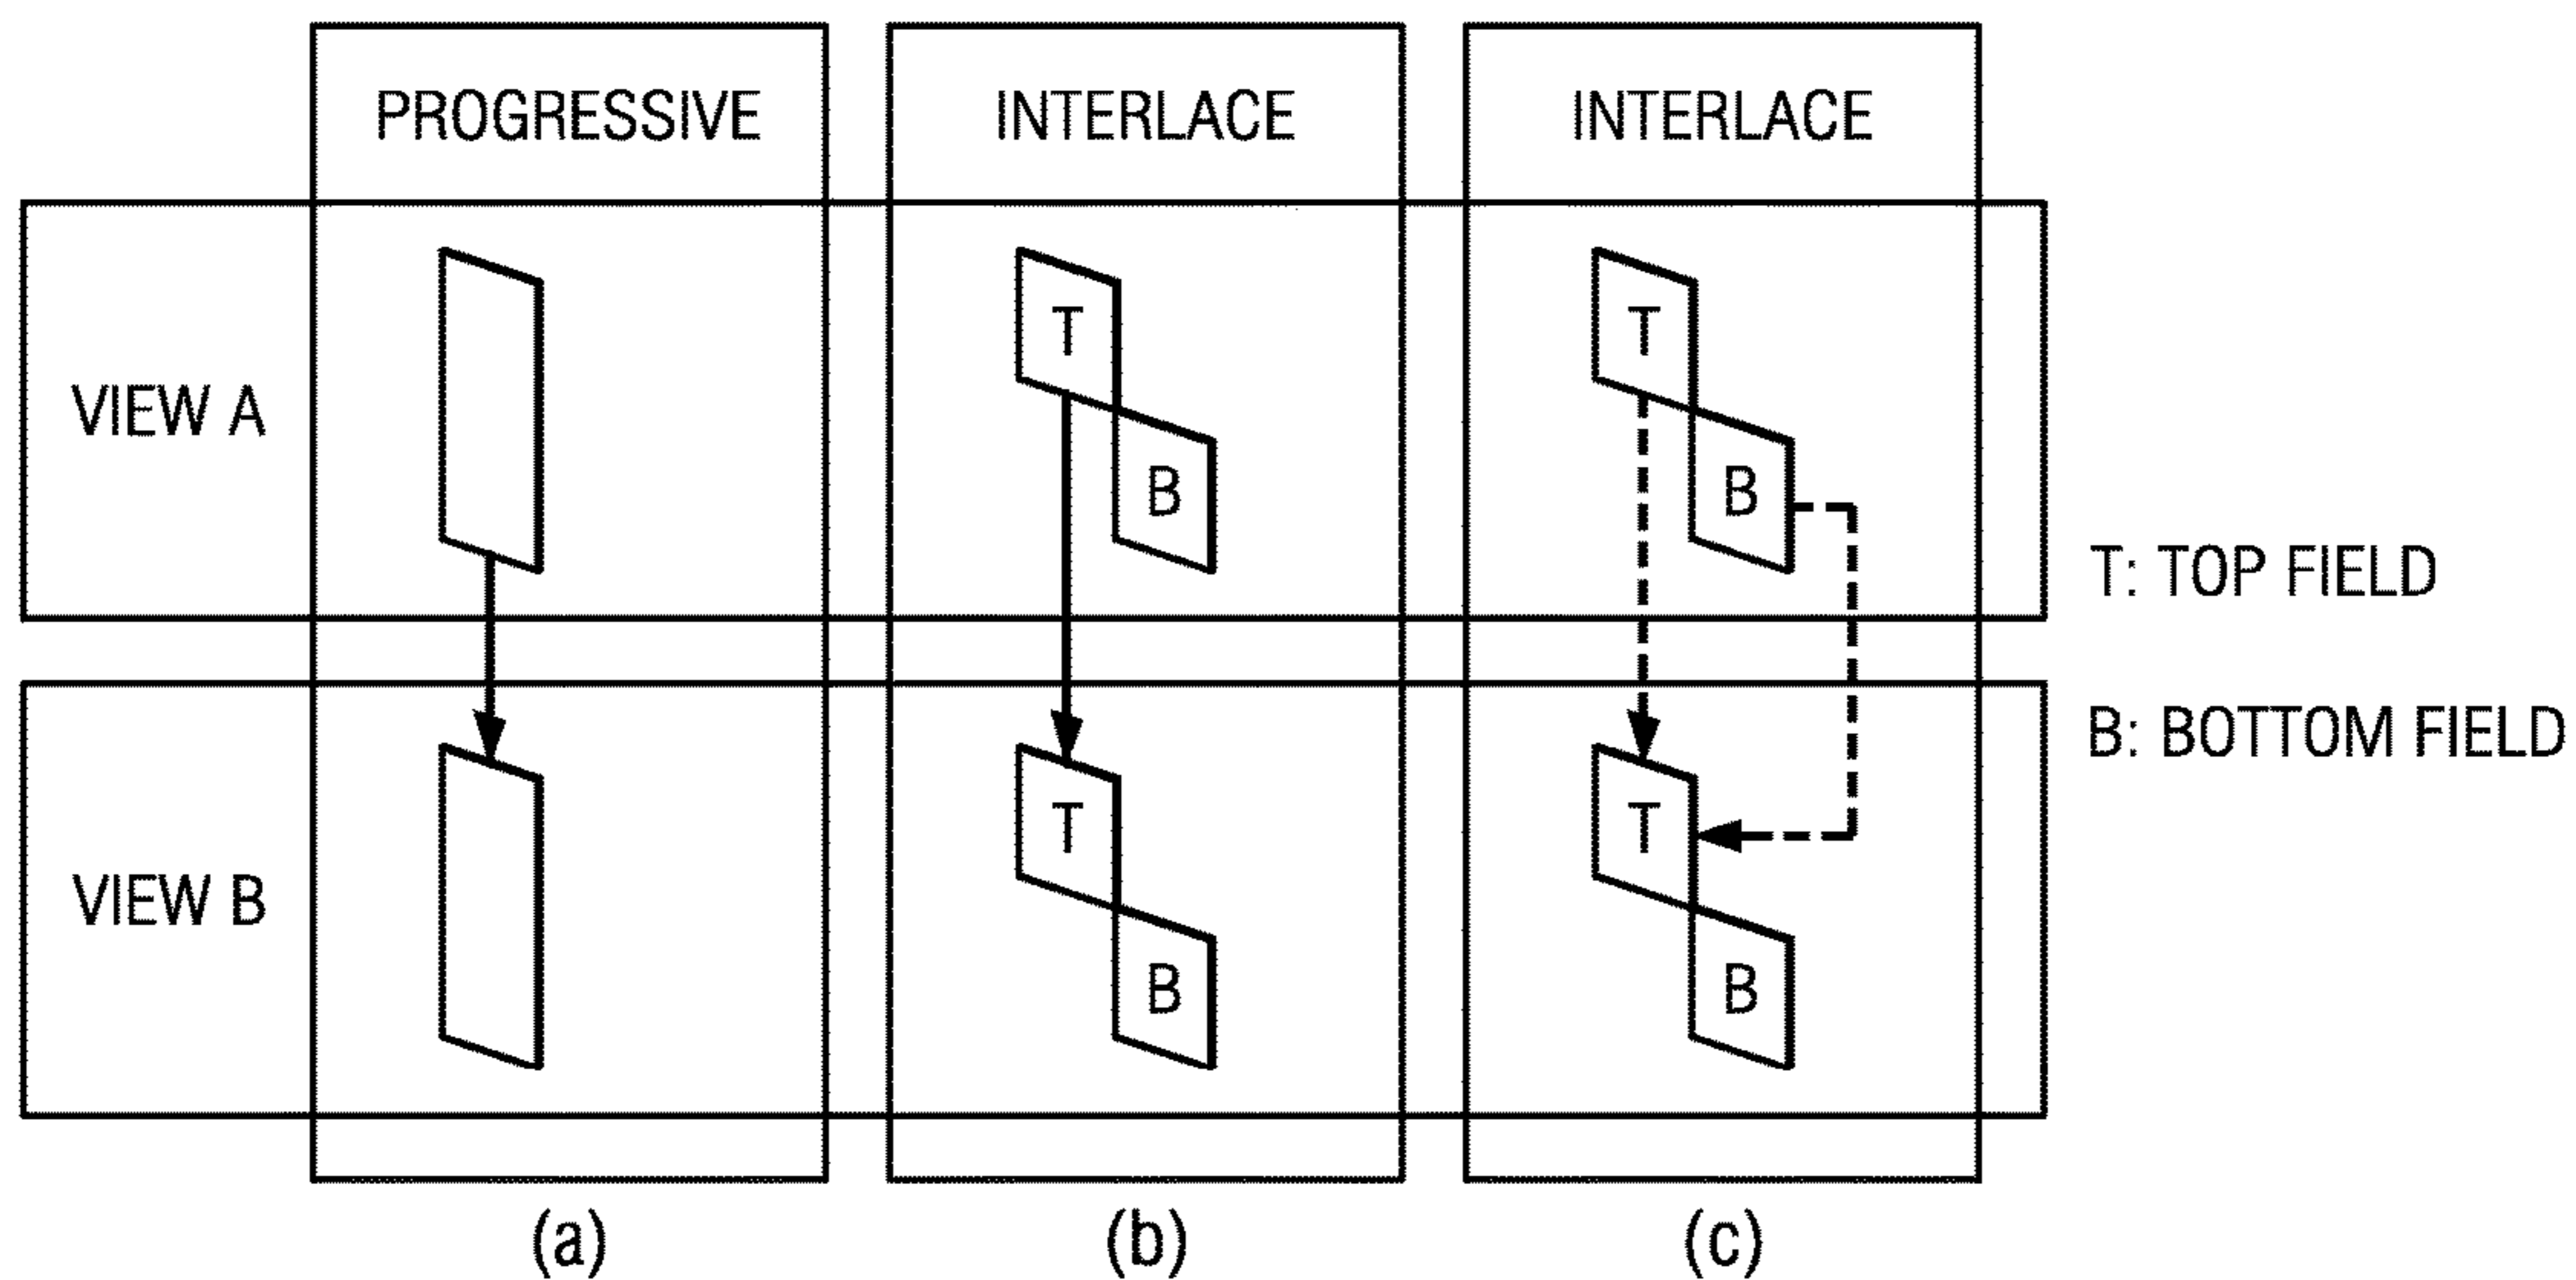 PROGRESSIVE
INTERLACE
INTERLACE
VIEW A
T
B
T
B
T: TOP FIELD
B: BOTTOM FIELD
VIEW B
T
B
T
B
(a)
(b)
(c)